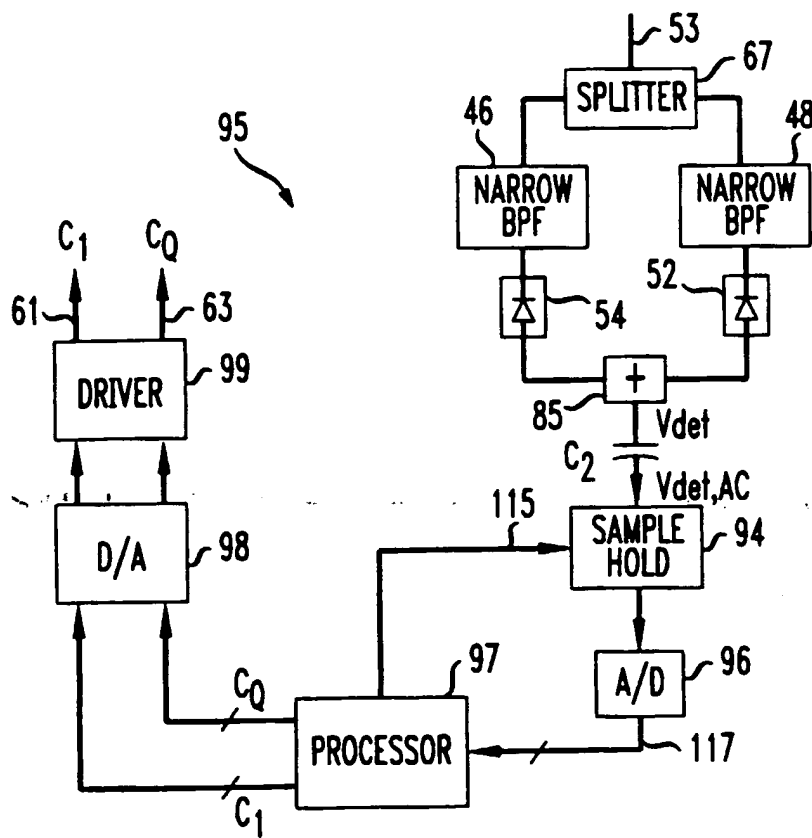 53
67
SPLITTER
46
48
95
NARROW
BPF
NARROW
BPF
C1
CQ
54
52
61
63
+
DRIVER
99
85
Vdet
C2
Vdet,AC
115
SAMPLE
HOLD
94
D/A
98
97
A/D
96
CQ
PROCESSOR
117
C1